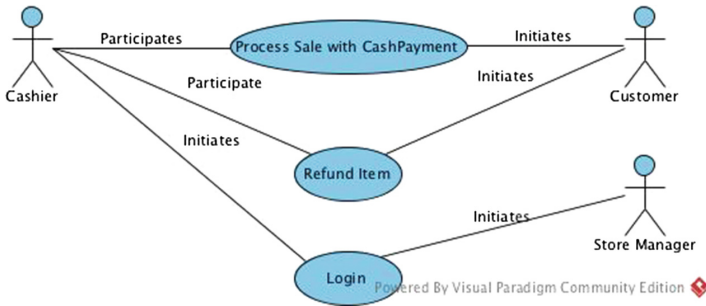 Participates
Process Sale with CashPayment
Initiates
Cashier
Participate
Initiates
Customer
Initiates
Refund Item
Initiates
Store Manager
Login
Powered By Visual Paradigm Community Edition